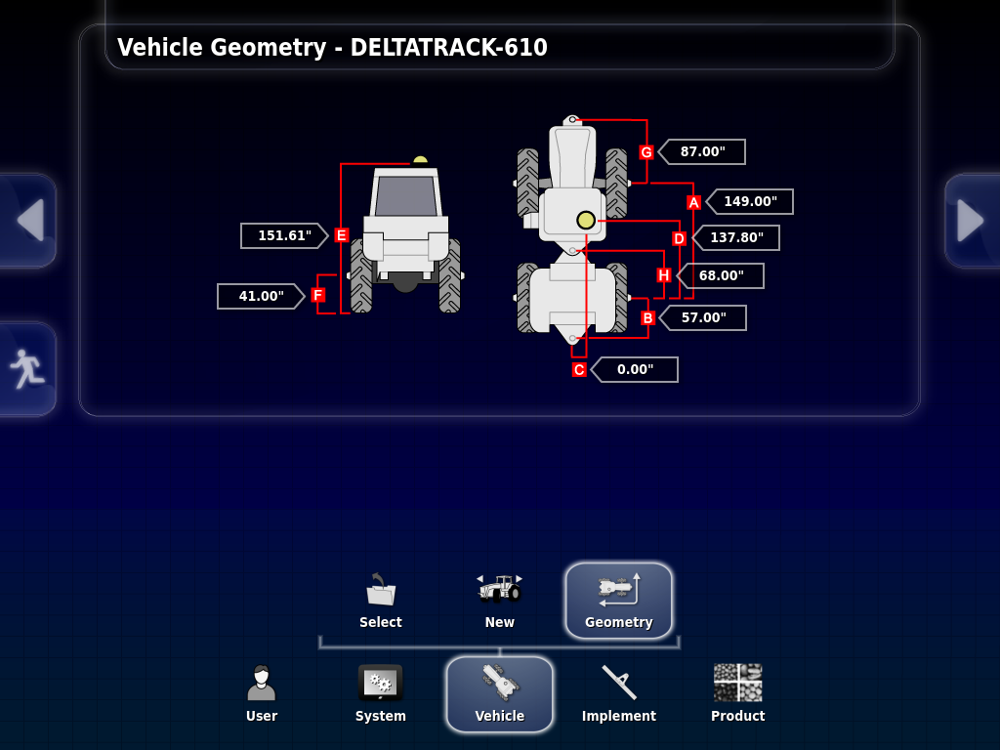 Vehicle Geometry - DELTATRACK-610
G 87.00"
A 149.00"
151.61" E
D 137.80"
H 68.00"
41.00" F
B 57.00"
C 0.00"
Select New Geometry
User System Vehicle Implement Product